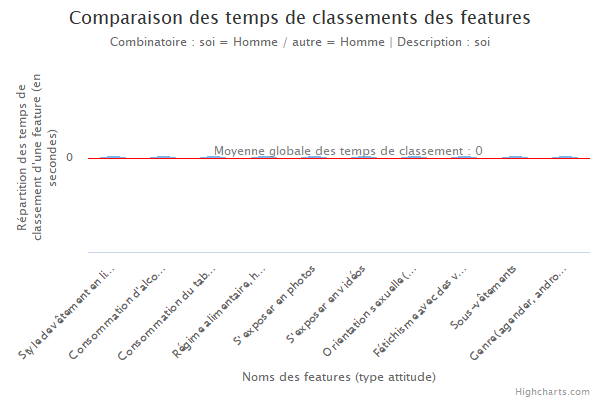 Comparaison des temps de classements des features
Combinatoire : soi = Homme / autre = Homme | Description : soi
Répartition des temps de
classement d'une feature (en
secondes)
0
Moyenne globale des temps de classement : 0
Style de vêtement en li...
Consommation d'alco...
Consommation du tab...
Régime alimentaire, h...
S'exposer en photos
S'exposer en vidéos
Orientation sexuelle (...
Fétichisme avec des v...
Sous-vêtements
Genre (agender, andro...
Noms des features (type attitude)
Highcharts.com